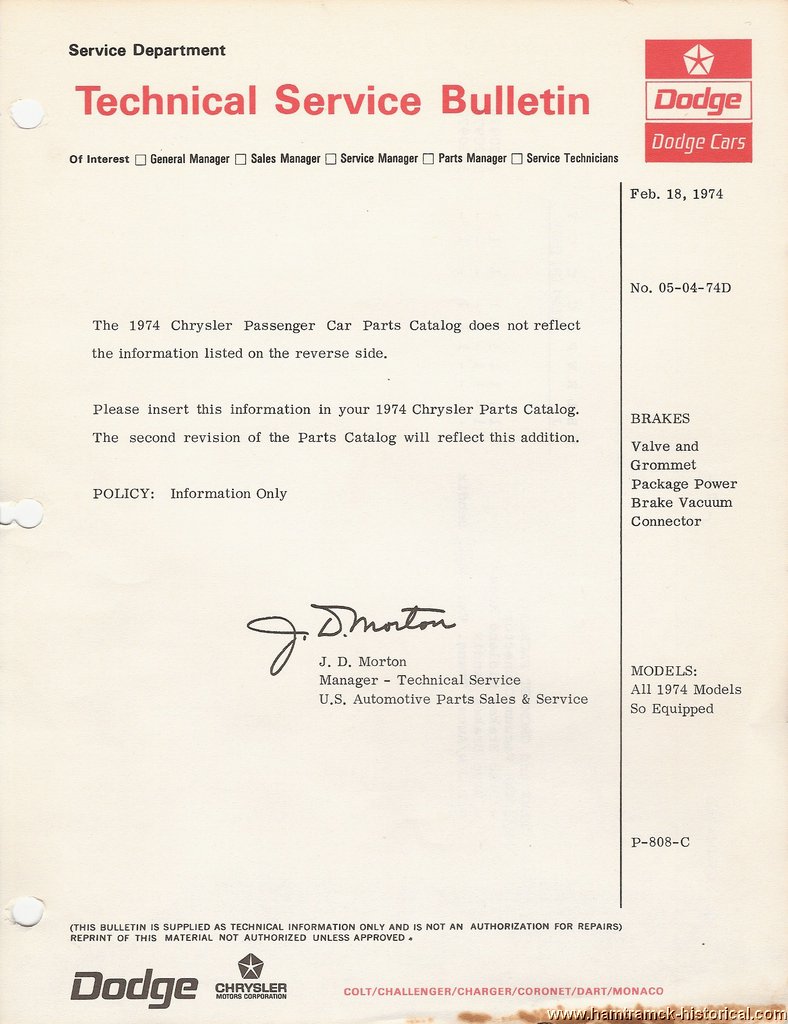 Service Department
Technical Service Bulletin
Dodge
Dodge Cars
Of Interest □ General Manager □ Sales Manager □ Service Manager □ Parts Manager □ Service Technicians
Feb. 18, 1974
No. 05-04-74D
The 1974 Chrysler Passenger Car Parts Catalog does not reflect
the information listed on the reverse side.
Please insert this information in your 1974 Chrysler Parts Catalog.
The second revision of the Parts Catalog will reflect this addition.
POLICY: Information Only
BRAKES
Valve and
Grommet
Package Power
Brake Vacuum
Connector
J. D. Morton
J. D. Morton
Manager - Technical Service
U.S. Automotive Parts Sales & Service
MODELS:
All 1974 Models
So Equipped
P-808-C
(THIS BULLETIN IS SUPPLIED AS TECHNICAL INFORMATION ONLY AND IS NOT AN AUTHORIZATION FOR REPAIRS)
REPRINT OF THIS MATERIAL NOT AUTHORIZED UNLESS APPROVED.
Dodge
CHRYSLER
MOTORS CORPORATION
COLT/CHALLENGER/CHARGER/CORONET/DART/MONACO
www.hamtramck-historical.com